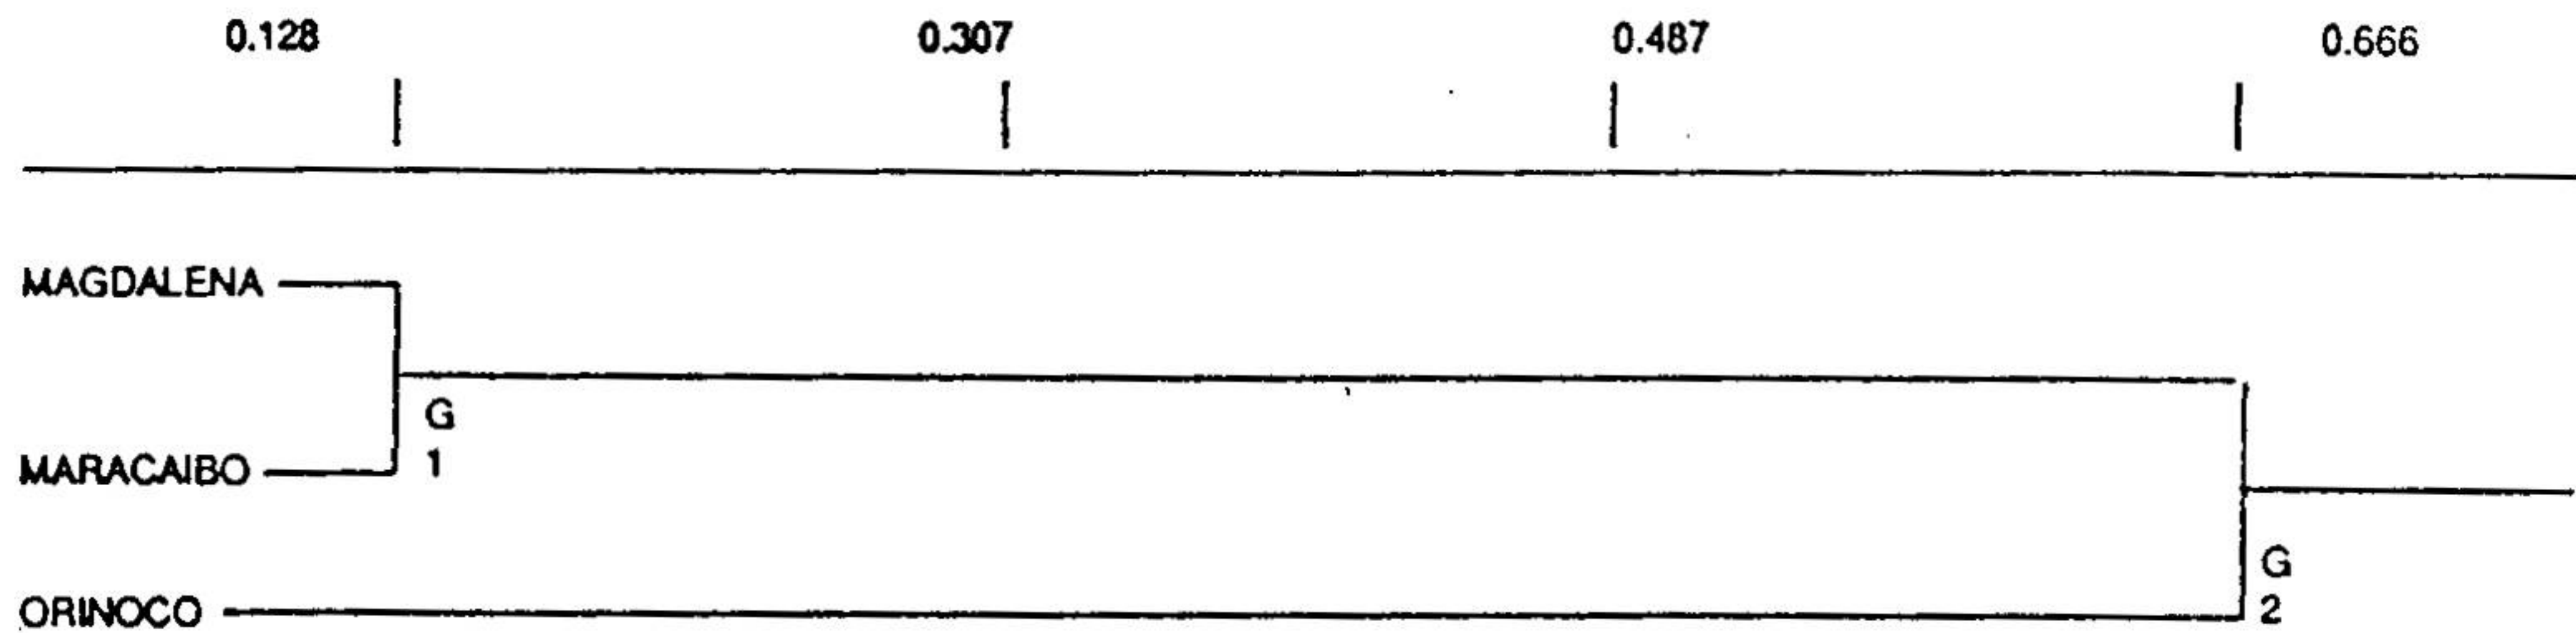 0.128 0.307 0.487 0.666
MAGDALENA
G
1
MARACAIBO
G
2
ORINOCO